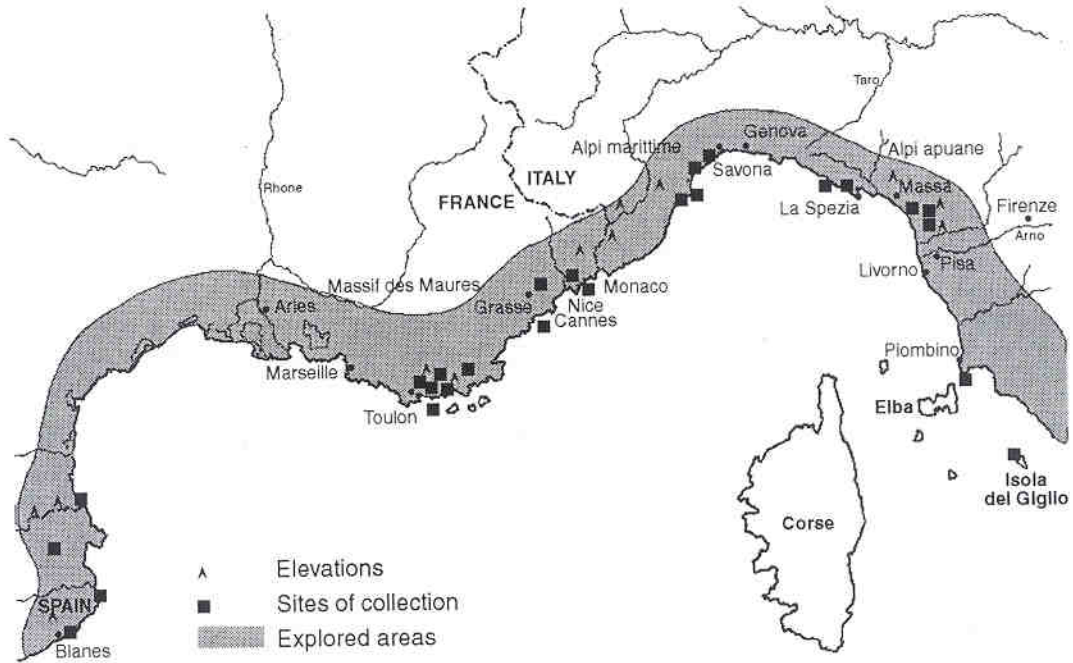 Taro
Genova
Alpi marittime
Alpi apuane
Savona
ITALY
Massa
Rhone
FRANCE
La Spezia
Firenze
Arno
Pisa
Livorno
Massif des Maures
Monaco
Grasse
Nice
Aries
Cannes
Marseille
Piombino
Toulon
Elba
Isola
del Giglio
Corse
Elevations
SPAIN
Sites of collection
Explored areas
Blanes